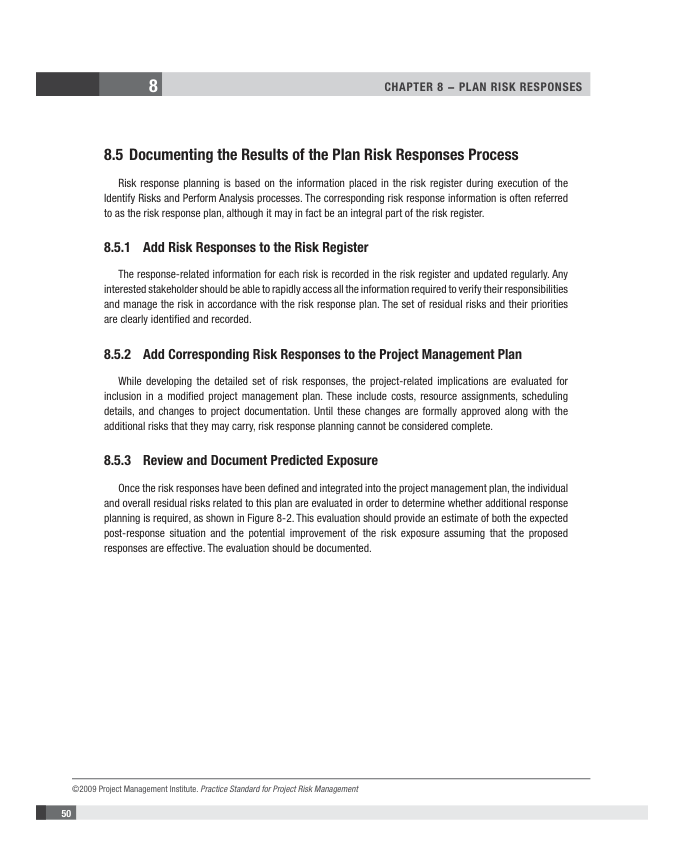 8
CHAPTER 8 – PLAN RISK RESPONSES
8.5 Documenting the Results of the Plan Risk Responses Process
Risk response planning is based on the information placed in the risk register during execution of the
Identify Risks and Perform Analysis processes. The corresponding risk response information is often referred
to as the risk response plan, although it may in fact be an integral part of the risk register.
8.5.1 Add Risk Responses to the Risk Register
The response-related information for each risk is recorded in the risk register and updated regularly. Any
interested stakeholder should be able to rapidly access all the information required to verify their responsibilities
and manage the risk in accordance with the risk response plan. The set of residual risks and their priorities
are clearly identified and recorded.
8.5.2 Add Corresponding Risk Responses to the Project Management Plan
While developing the detailed set of risk responses, the project-related implications are evaluated for
inclusion in a modified project management plan. These include costs, resource assignments, scheduling
details, and changes to project documentation. Until these changes are formally approved along with the
additional risks that they may carry, risk response planning cannot be considered complete.
8.5.3 Review and Document Predicted Exposure
Once the risk responses have been defined and integrated into the project management plan, the individual
and overall residual risks related to this plan are evaluated in order to determine whether additional response
planning is required, as shown in Figure 8-2. This evaluation should provide an estimate of both the expected
post-response situation and the potential improvement of the risk exposure assuming that the proposed
responses are effective. The evaluation should be documented.
©2009 Project Management Institute. Practice Standard for Project Risk Management
50